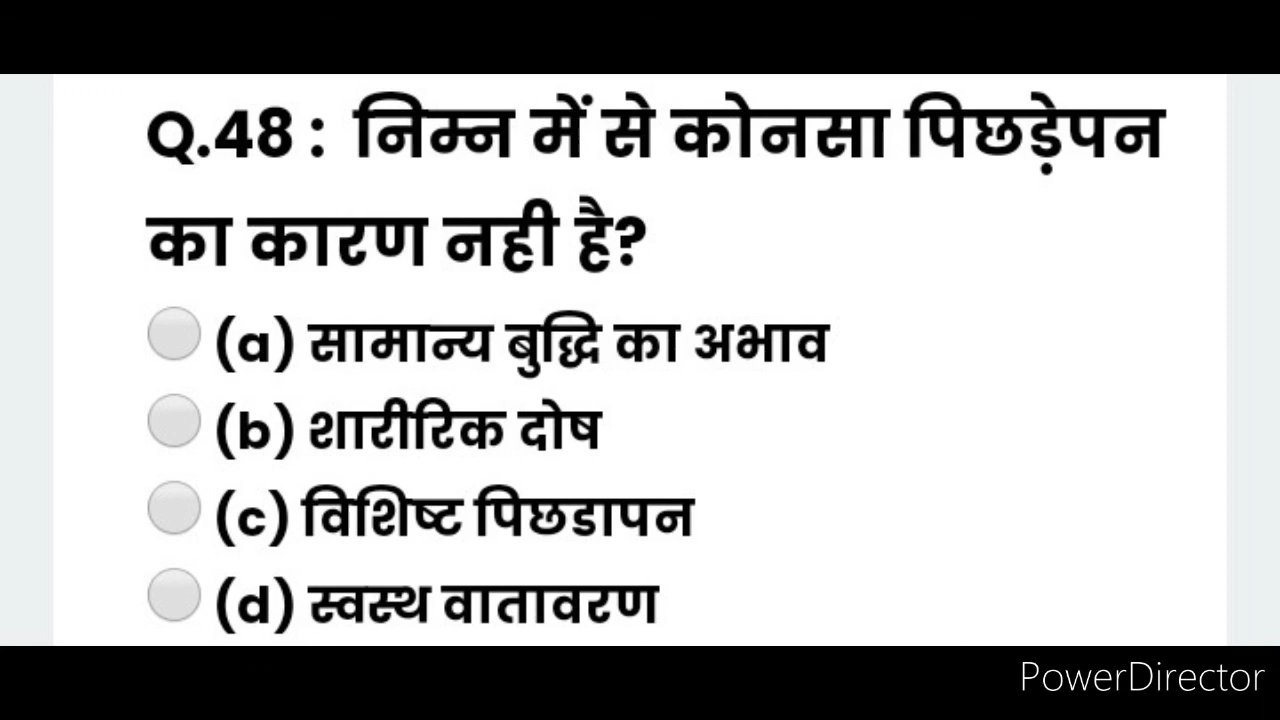 Q.48 : निम्न में से कोनसा पिछड़ेपन
का कारण नही है?
(a) सामान्य बुद्धि का अभाव
(b) शारीरिक दोष
(c) विशिष्ट पिछडापन
(d) स्वस्थ वातावरण
PowerDirector